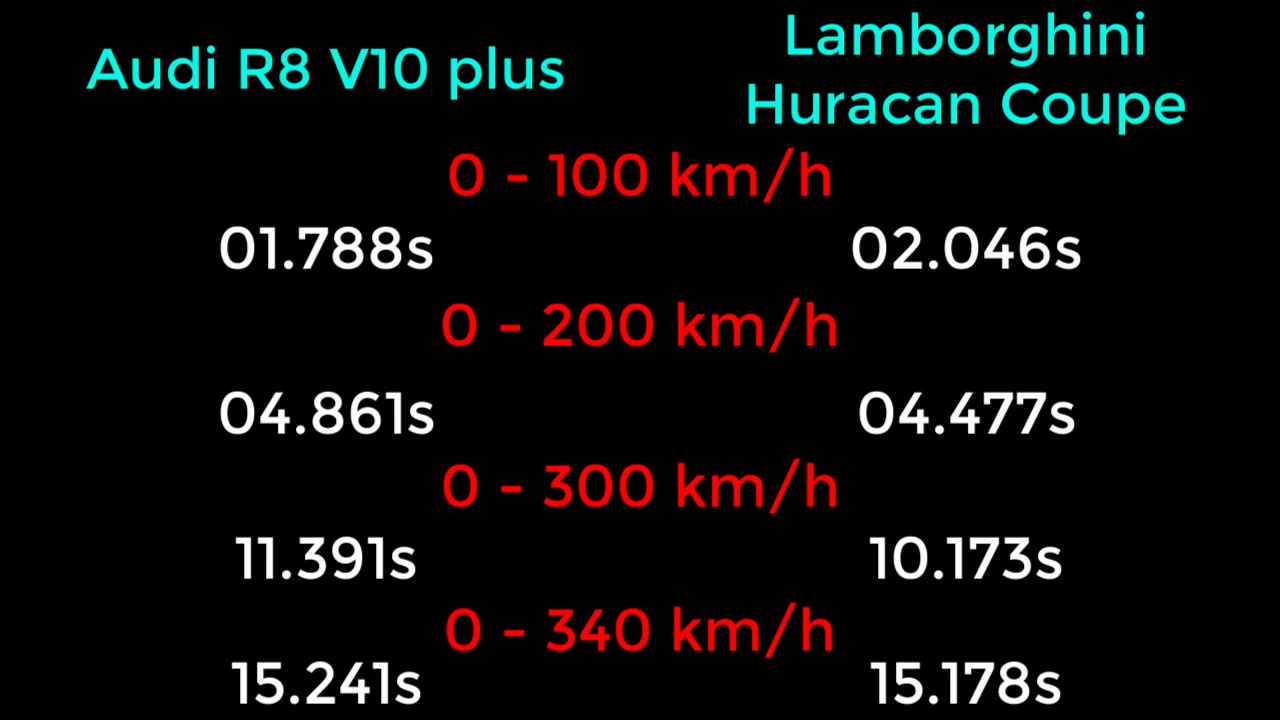 Audi R8 V10 plus
Lamborghini
Huracan Coupe
0 - 100 km/h
01.788s
02.046s
0 - 200 km/h
04.861s
04.477s
0 - 300 km/h
11.391s
10.173s
0 - 340 km/h
15.241s
15.178s